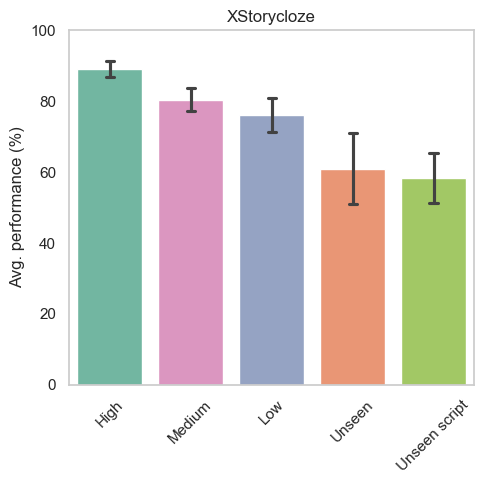 XStorycloze
Avg. performance (%)
100
80
60
40
20
0
High
Medium
Low
Unseen
Unseen script